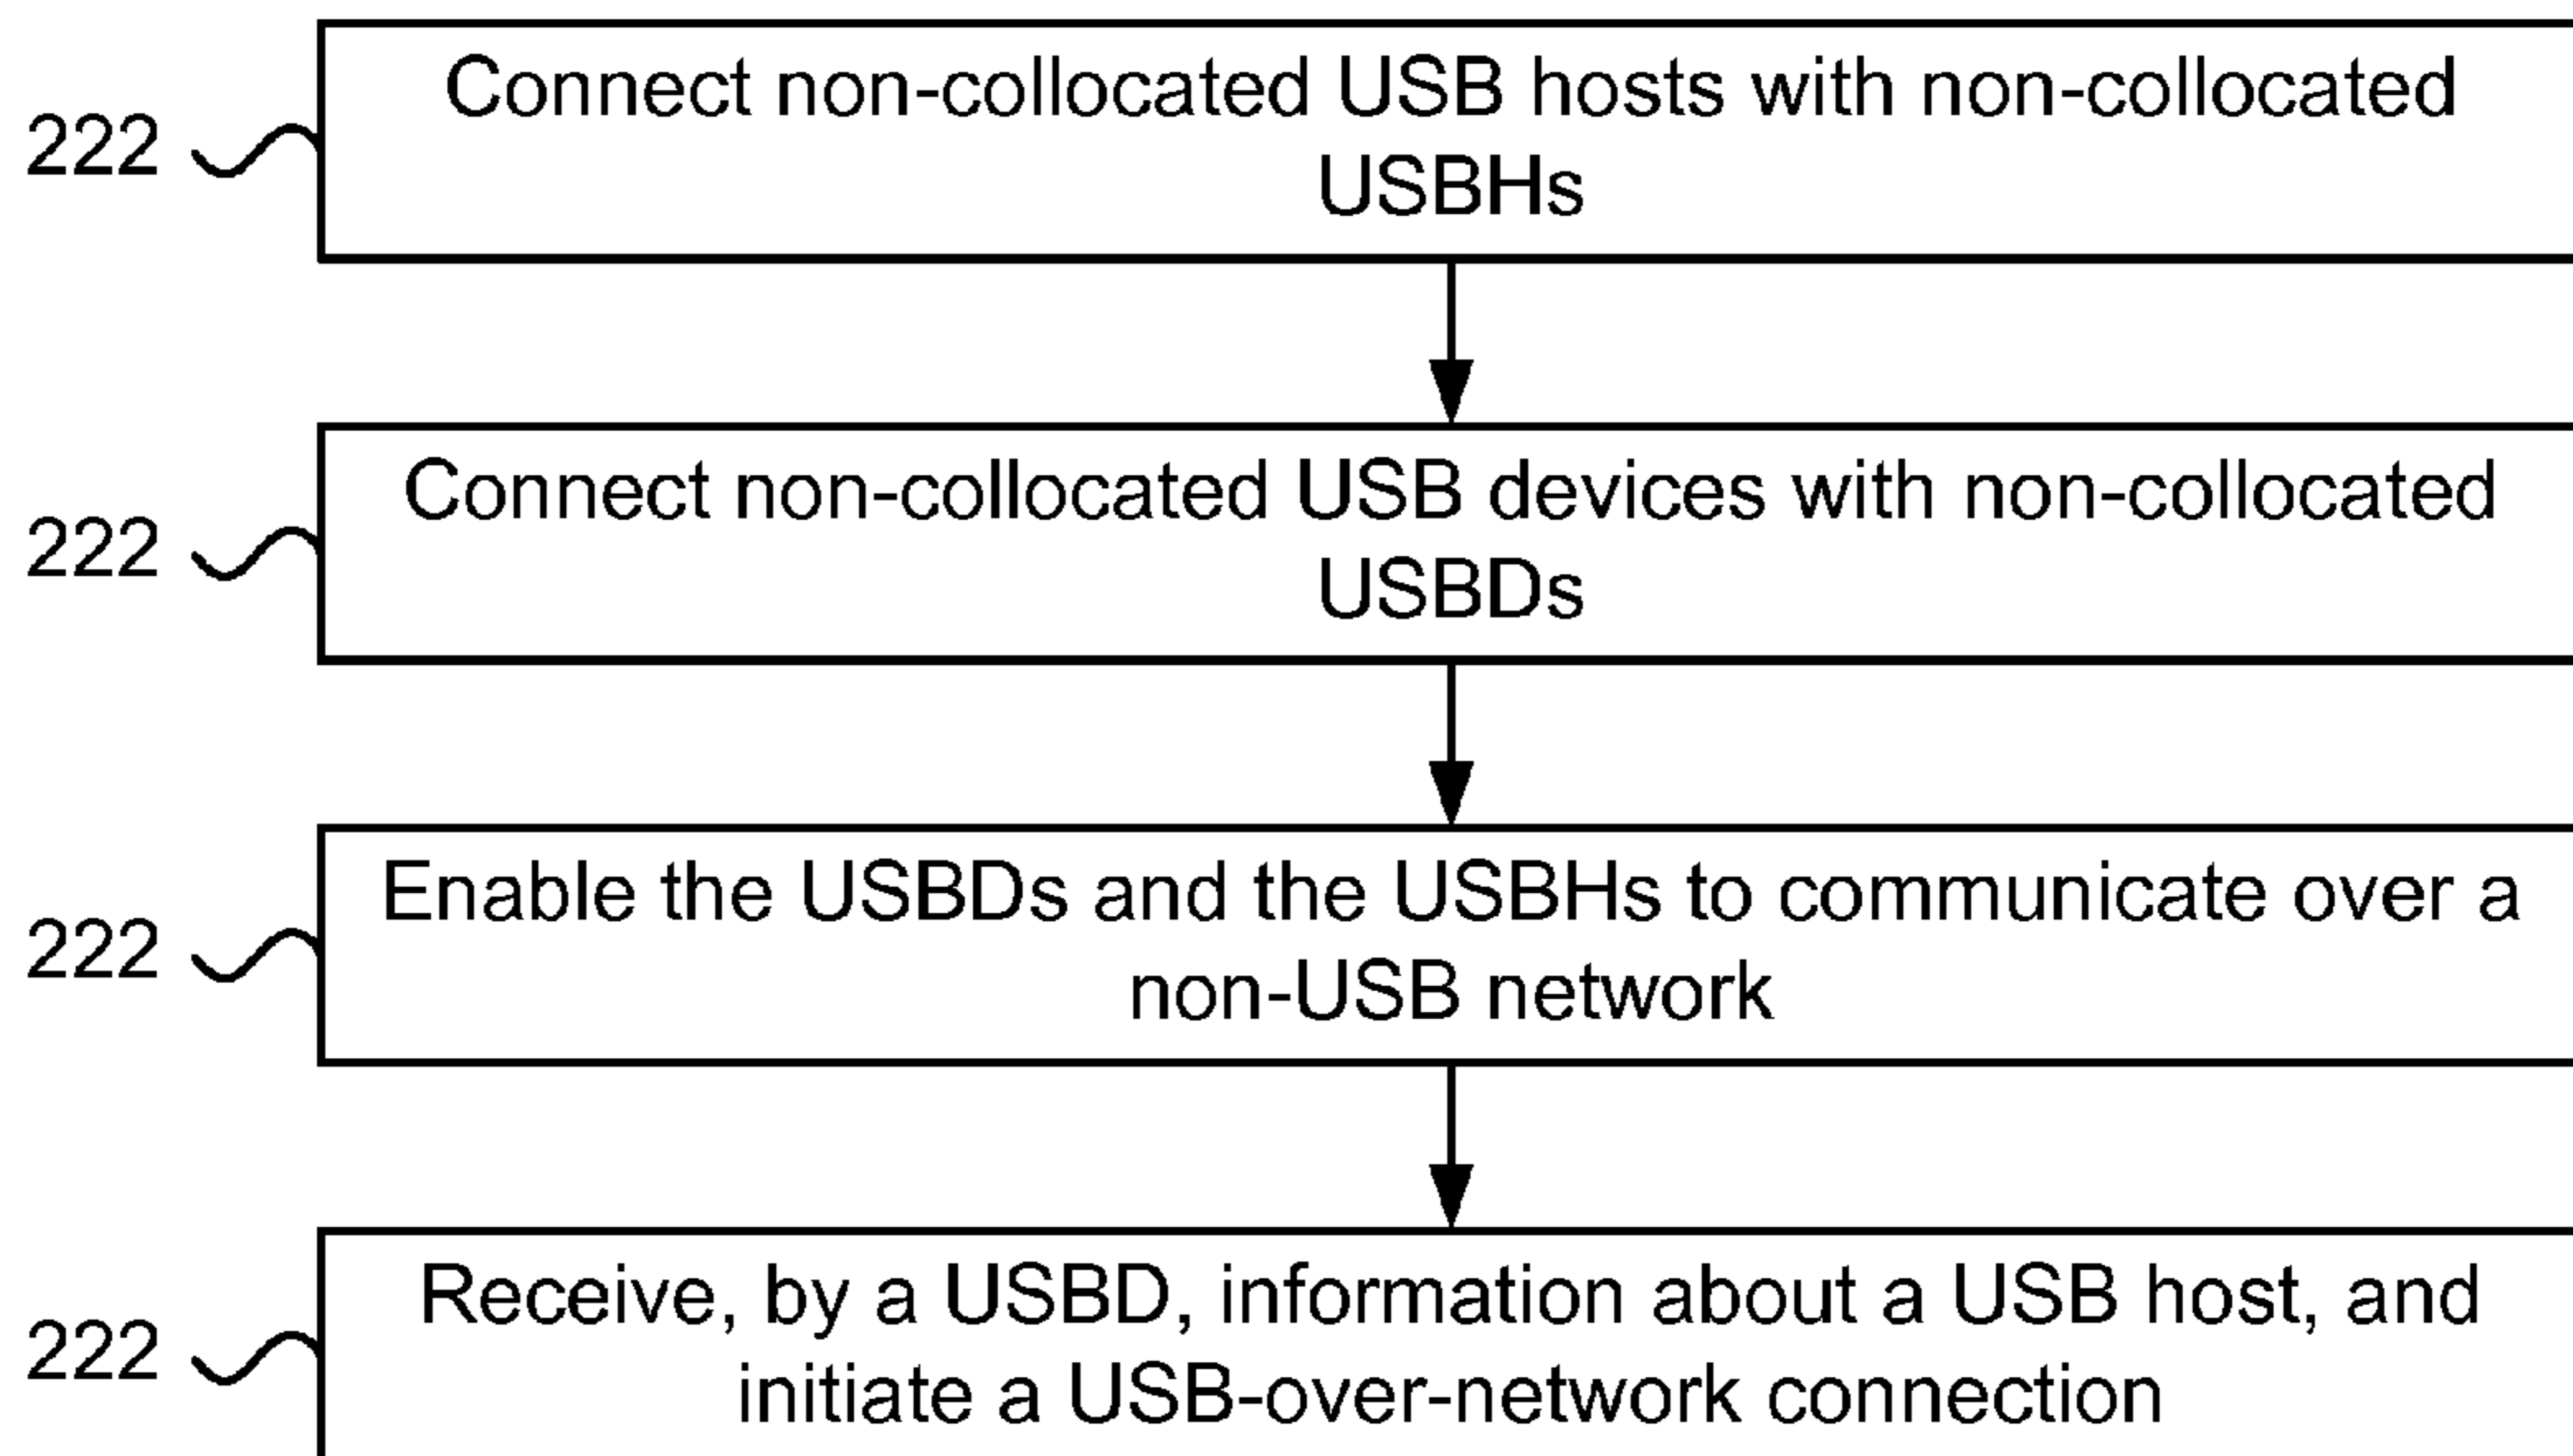 Connect non-collocated USB hosts with non-collocated
222
USBHs
Connect non-collocated USB devices with non-collocated
222
USBDs
Enable the USBDs and the USBHs to communicate over a
222
non-USB network
Receive, by a USBD, information about a USB host, and
222
initiate a USB-over-network connection